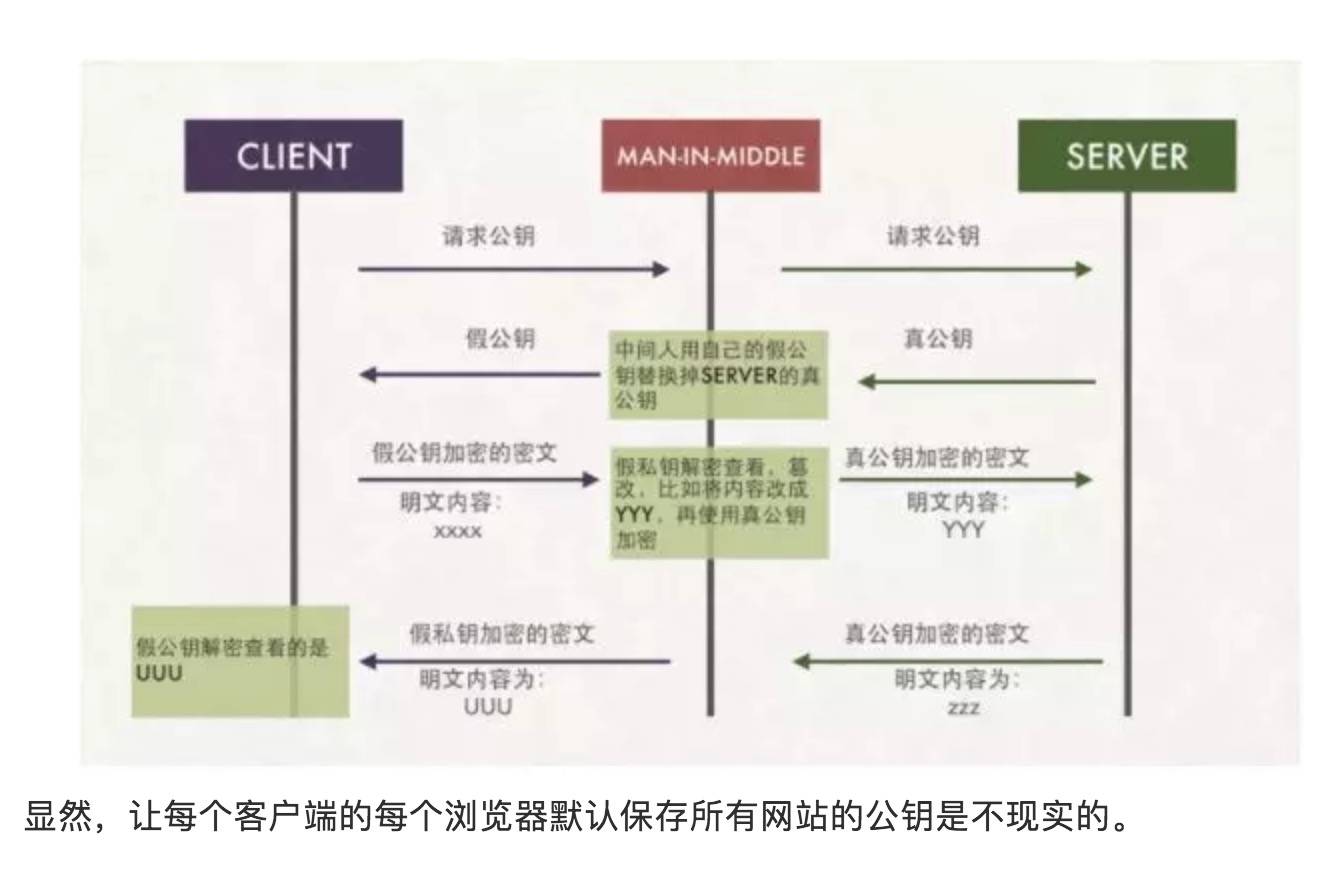 CLIENT
MAN-IN-MIDDLE
SERVER
请求公钥
请求公钥
假公钥
中间人用自己的假公
钥替换掉SERVER的真
公钥
真公钥
假公钥加密的密文
明文内容：
xxxx
假私钥解密查看，篡
改，比如将内容改成
YYY，再使用真公钥
加密
真公钥加密的密文
明文内容：
YYY
假公钥解密查看的是
UUU
假私钥加密的密文
明文内容为：
UUU
真公钥加密的密文
明文内容为：
zzz
显然，让每个客户端的每个浏览器默认保存所有网站的公钥是不现实的。